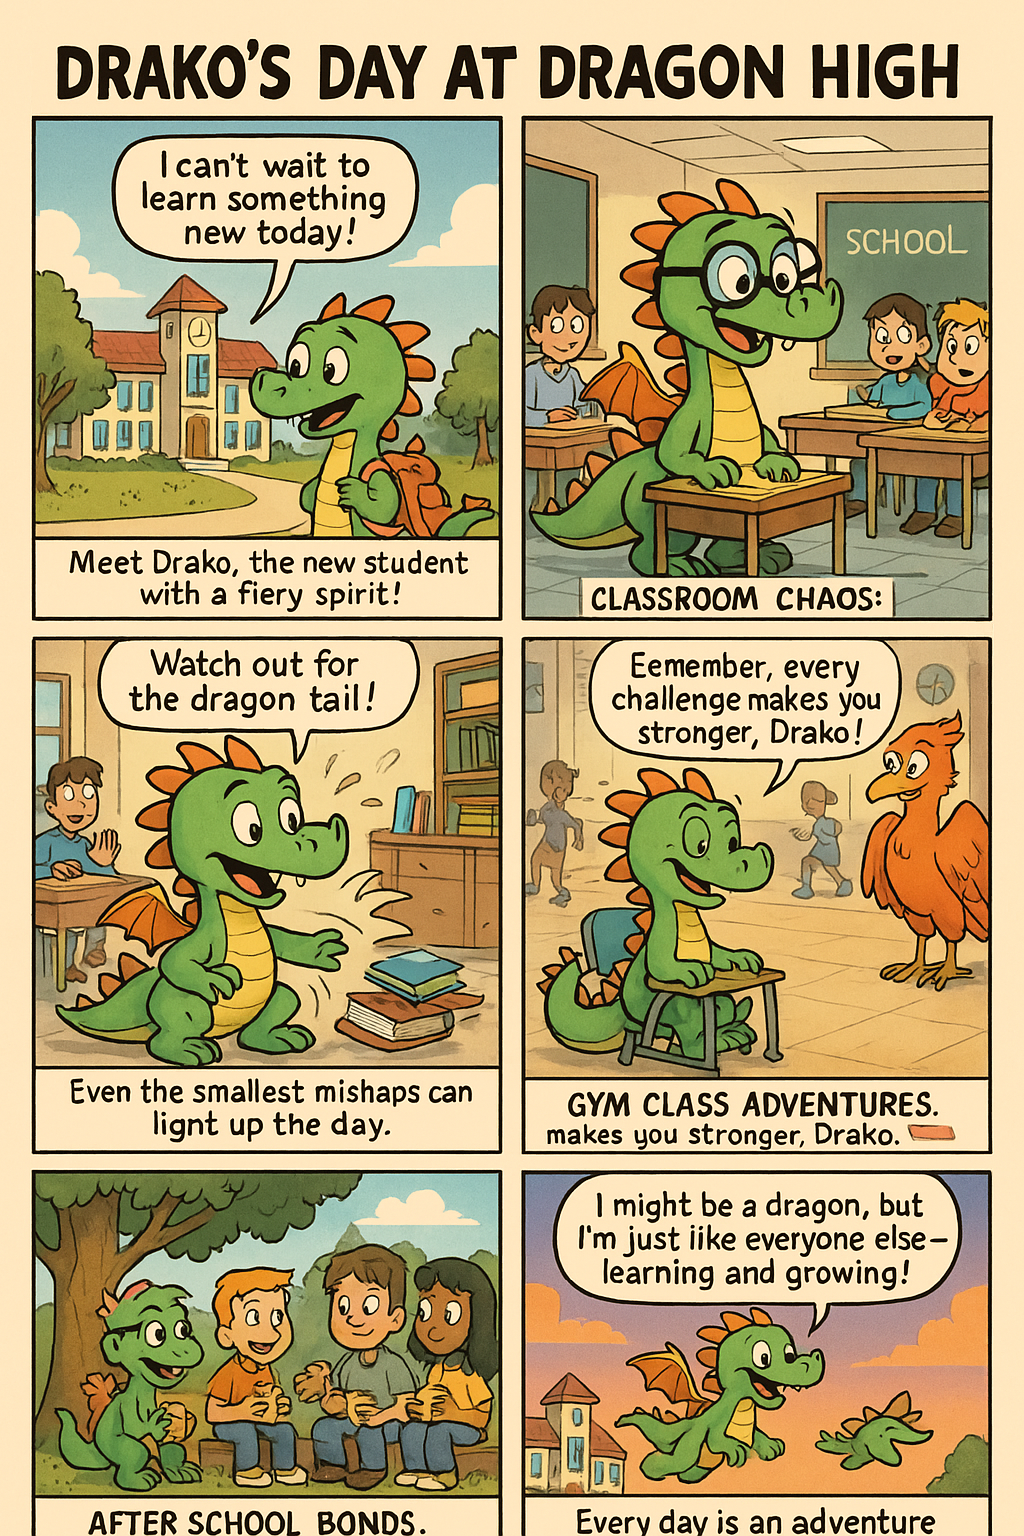 DRAKO'S DAY AT DRAGON HIGH
I can't wait to
learn something
new today!
Meet Drako, the new student
with a fiery spirit!
SCHOOL
CLASSROOM CHAOS:
Watch out for
the dragon tail!
Even the smallest mishaps can
lignt up the day.
Eemember, every
challenge makes you
stronger, Drako!
GYM CLASS ADVENTURES.
makes you stronger, Drako.
AFTER SCHOOL BONDS.
I might be a dragon, but
I'm just iike everyone else–
learning and growing!
Every day is an adventure